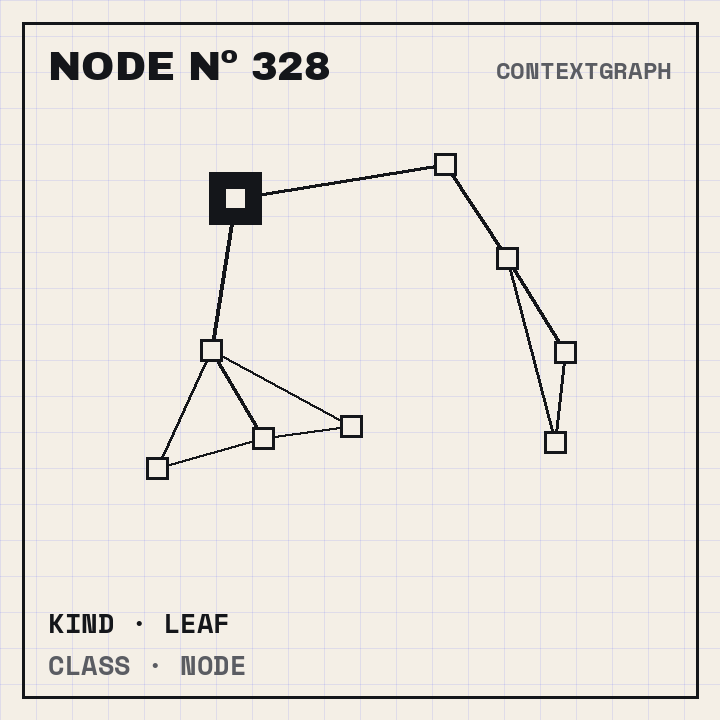 NODE Nº 328
CONTEXTGRAPH
KIND · LEAF
CLASS · NODE